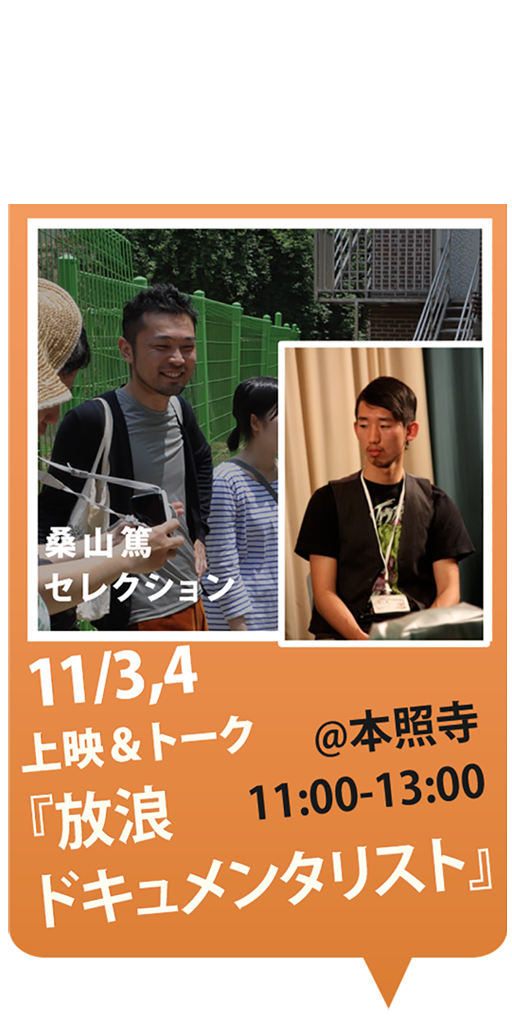 桑山篤
セレクション
11/3,4
上映&トーク
@本照寺
11:00-13:00
『放浪
ドキュメンタリスト』